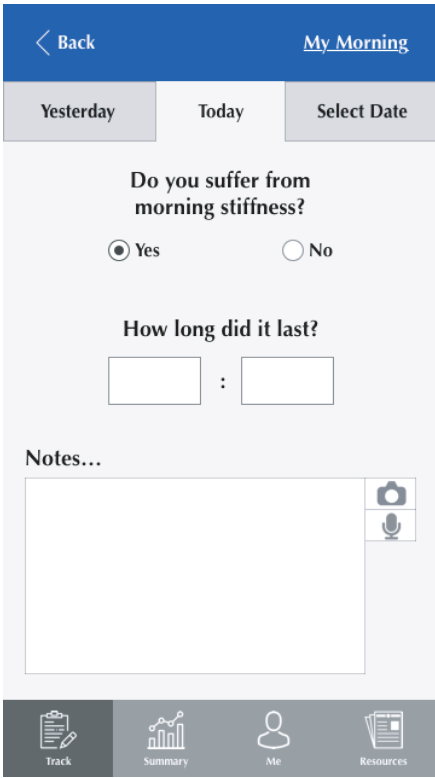 Back
My Morning
Yesterday
Today
Select Date
Do you suffer from
morning stiffness?
Yes
No
How long did it last?
:
Notes...
Track
Summary
Me
Resources